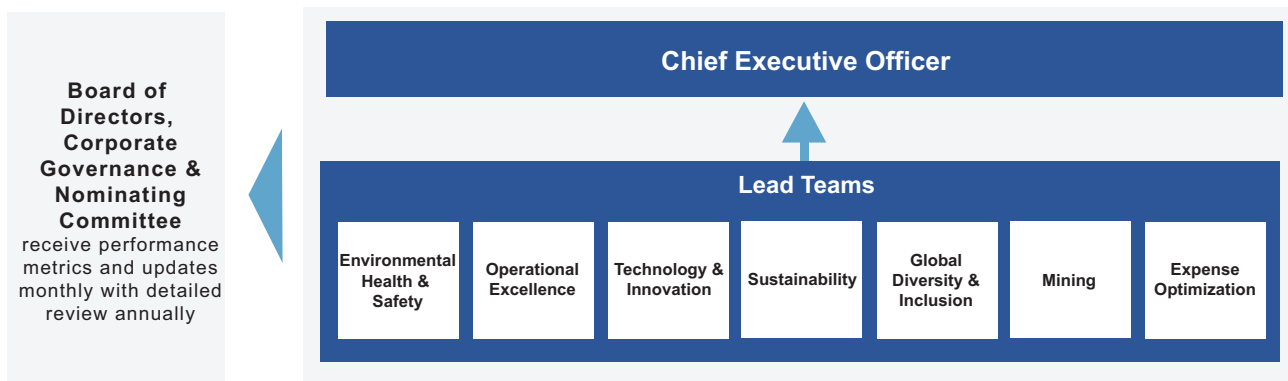 Board of
Directors,
Corporate
Governance &
Nominating
Committee
receive performance
metrics and updates
monthly with detailed
review annually
Chief Executive Officer
Lead Teams
Environmental
Health &
Safety
Operational
Excellence
Technology &
Innovation
Sustainability
Global
Diversity &
Inclusion
Mining
Expense
Optimization